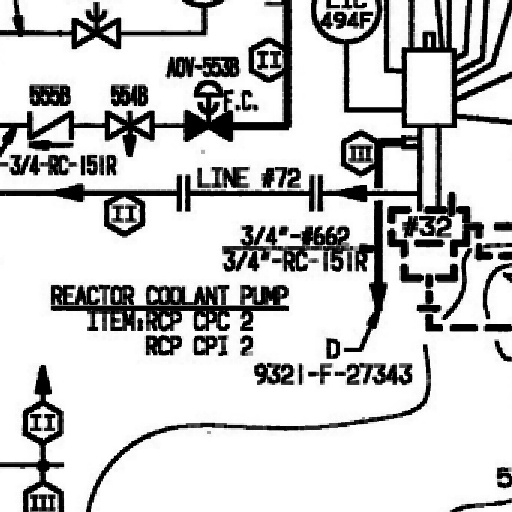 LIC
494F
AOV-553B
II
555B
554B
F.C.
III
-3/4-RC-151R
LINE #72
II
#32
3/4"-#662
3/4"-RC-151R
REACTOR COOLANT PUMP
ITEM:RCP CPC 2
RCP CPI 2
D
9321-F-27343
II
III
5